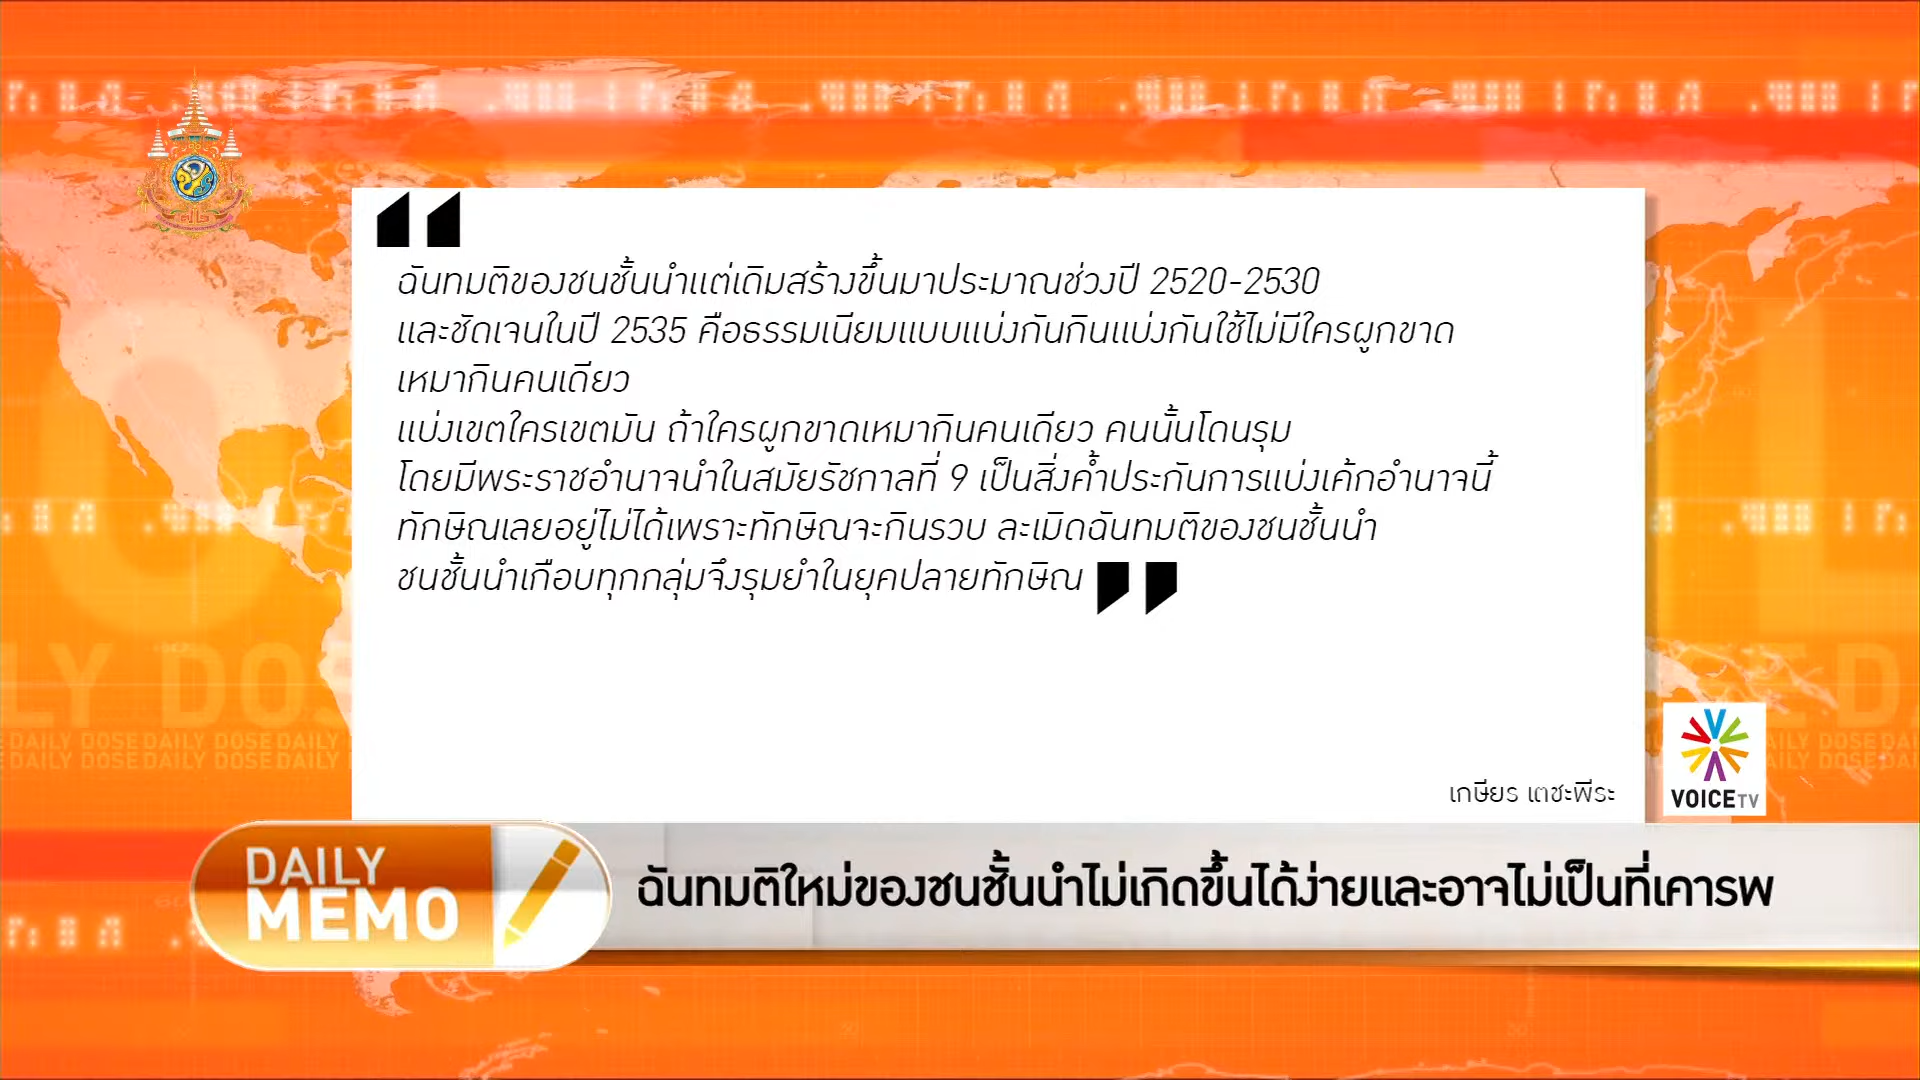 ฉันทมติของชนชั้นนำแต่เดิมสร้างขึ้นมาประมาณช่วงปี 2520-2530
และชัดเจนในปี 2535 คือธรรมเนียมแบบแบ่งกันกินแบ่งกันใช้ไม่มีใครผูกขาด
เหมากินคนเดียว
แบ่งเขตใครเขตมัน ถ้าใครผูกขาดเหมากินคนเดียว คนนั้นโดนรุม
โดยมีพระราชอำนาจนำในสมัยรัชกาลที่ 9 เป็นสิ่งค้ำประกันการแบ่งเค้กอำนาจนี้
ทักษิณเลยอยู่ไม่ได้เพราะทักษิณจะกินรวบ ละเมิดฉันทมติของชนชั้นนำ
ชนชั้นนำเกือบทุกกลุ่มจึงรุมยำในยุคปลายทักษิณ
เกษียร เตชะพีระ
VOICE TV
DAILY
MEMO
ฉันทมติใหม่ของชนชั้นนำไม่เกิดขึ้นได้ง่ายและอาจไม่เป็นที่เคารพ
LY DOSE
DAILY DOSE DAILY DOSE DAILY
DAILY DOSE DAILY DOSE DAILY